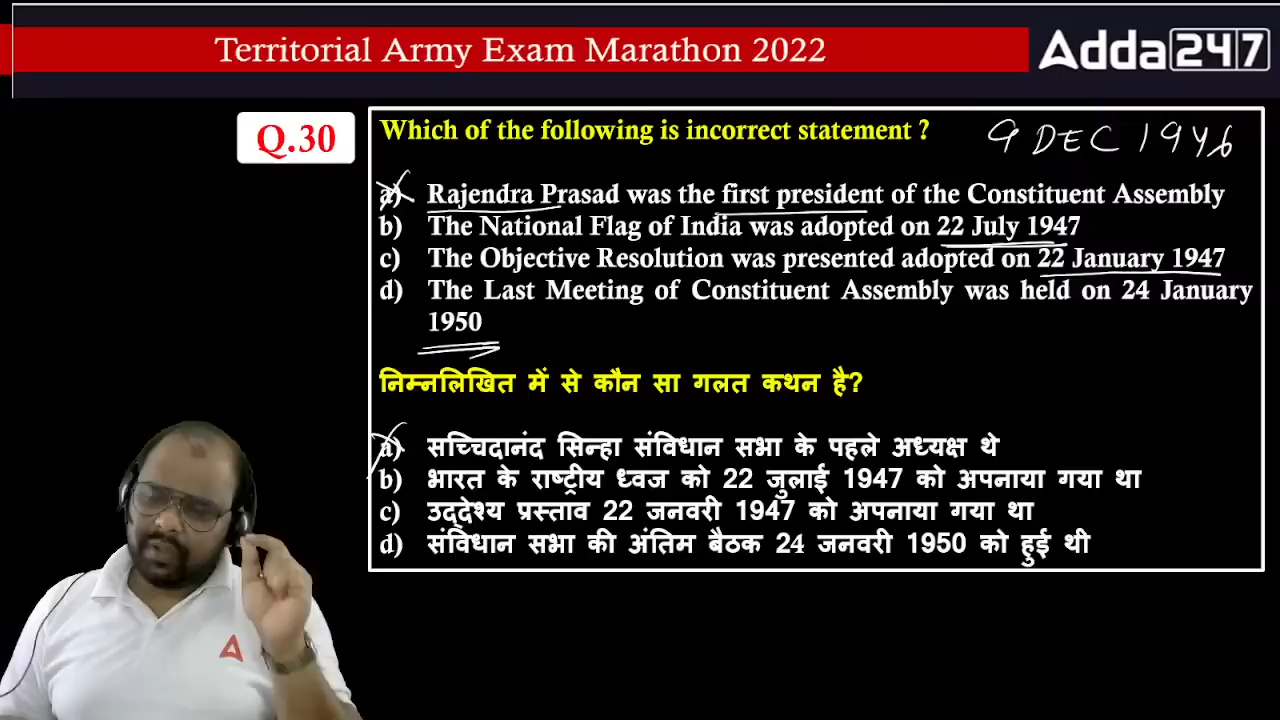 Territorial Army Exam Marathon 2022
Adda247
Q.30
Which of the following is incorrect statement ?
9 DEC 1946
a) Rajendra Prasad was the first president of the Constituent Assembly
b) The National Flag of India was adopted on 22 July 1947
c) The Objective Resolution was presented adopted on 22 January 1947
d) The Last Meeting of Constituent Assembly was held on 24 January
1950
निम्नलिखित में से कौन सा गलत कथन है?
a) सच्चिदानंद सिन्हा संविधान सभा के पहले अध्यक्ष थे
b) भारत के राष्ट्रीय ध्वज को 22 जुलाई 1947 को अपनाया गया था
c) उद्देश्य प्रस्ताव 22 जनवरी 1947 को अपनाया गया था
d) संविधान सभा की अंतिम बैठक 24 जनवरी 1950 को हुई थी